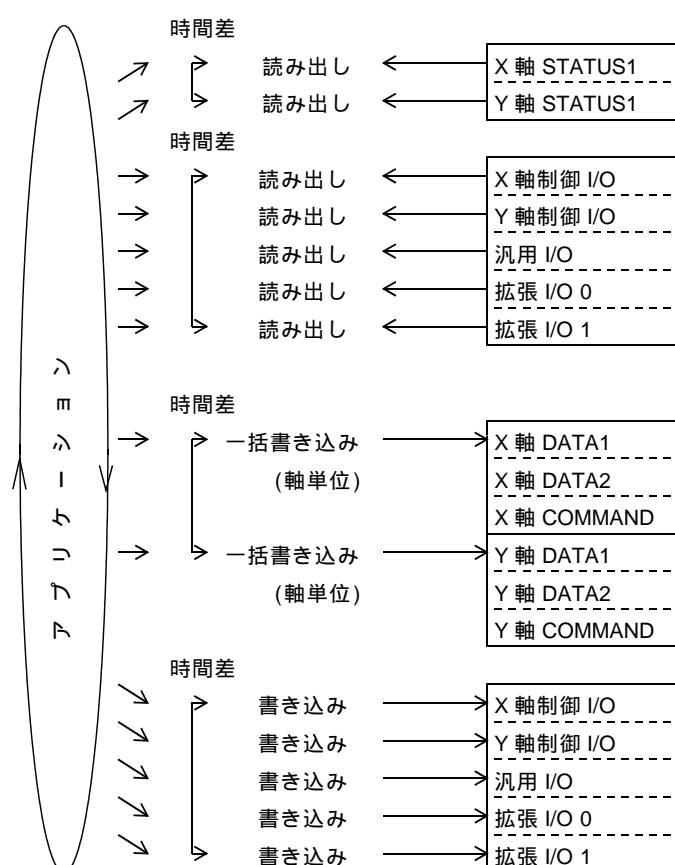 時間差
読み出し X 軸 STATUS1
読み出し Y 軸 STATUS1
時間差
読み出し X 軸制御 I/O
読み出し Y 軸制御 I/O
読み出し 汎用 I/O
読み出し 拡張 I/O 0
読み出し 拡張 I/O 1
アプリケーション
時間差
一括書き込み X 軸 DATA1
(軸単位) X 軸 DATA2
X 軸 COMMAND
一括書き込み Y 軸 DATA1
(軸単位) Y 軸 DATA2
Y 軸 COMMAND
時間差
書き込み X 軸制御 I/O
書き込み Y 軸制御 I/O
書き込み 汎用 I/O
書き込み 拡張 I/O 0
書き込み 拡張 I/O 1